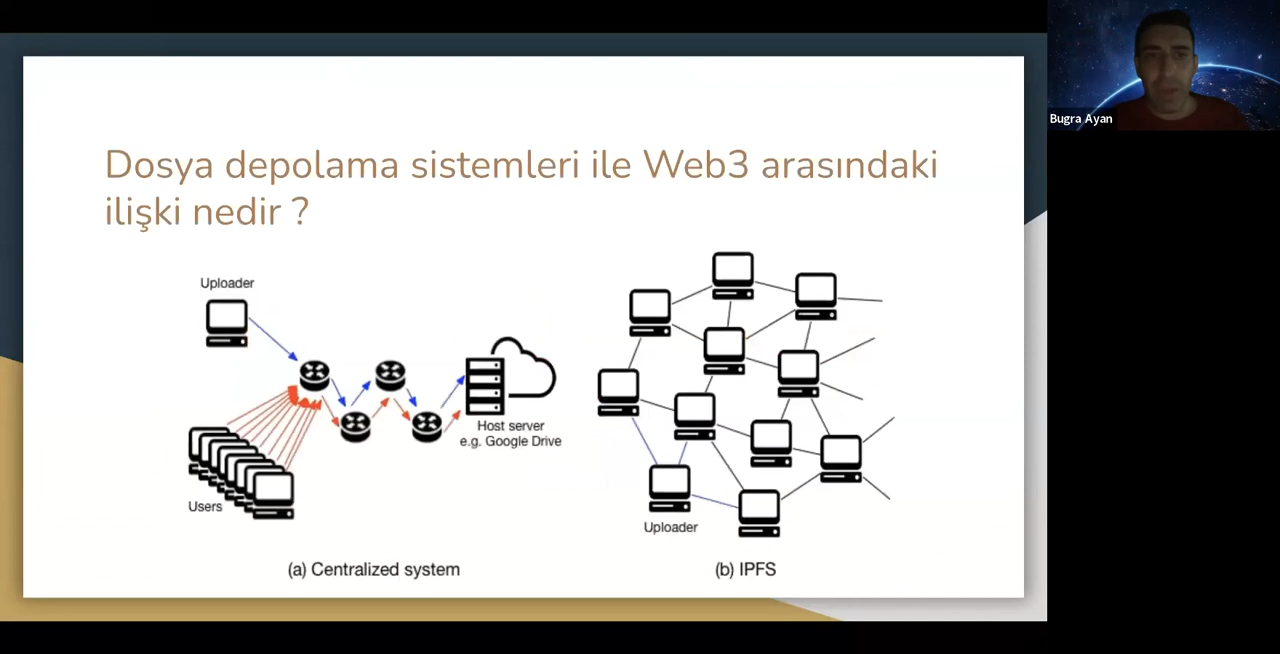 Dosya depolama sistemleri ile Web3 arasındaki
ilişki nedir ?
Uploader
Users
Host server
e.g. Google Drive
(a) Centralized system
Uploader
(b) IPFS
Bugra Ayan